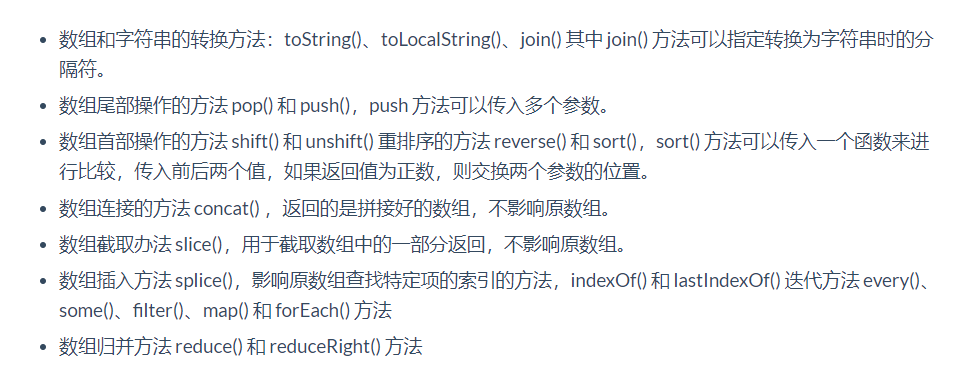 数组和字符串的转换方法：toString()、toLocalString()、join() 其中 join() 方法可以指定转换为字符串时的分
隔符。
数组尾部操作的方法 pop() 和 push()，push 方法可以传入多个参数。
数组首部操作的方法 shift() 和 unshift() 重排序的方法 reverse() 和 sort()，sort() 方法可以传入一个函数来进
行比较，传入前后两个值，如果返回值为正数，则交换两个参数的位置。
数组连接的方法 concat() ，返回的是拼接好的数组，不影响原数组。
数组截取办法 slice()，用于截取数组中的一部分返回，不影响原数组。
数组插入方法 splice()，影响原数组查找特定项的索引的方法，indexOf() 和 lastIndexOf() 迭代方法 every()、
some()、filter()、map() 和 forEach() 方法
数组归并方法 reduce() 和 reduceRight() 方法